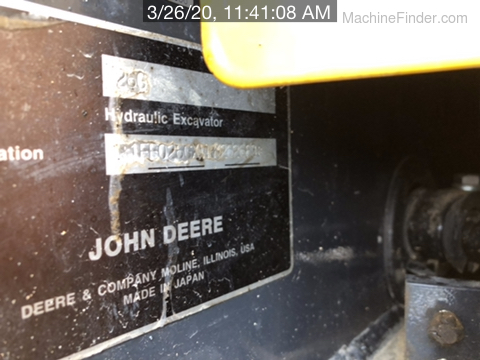 3/26/20, 11:41:08 AM
MachineFinder.com
26G
Hydraulic Excavator
ation
JOHN DEERE
DEERE & COMPANY MOLINE, ILLINOIS, USA
MADE IN JAPAN